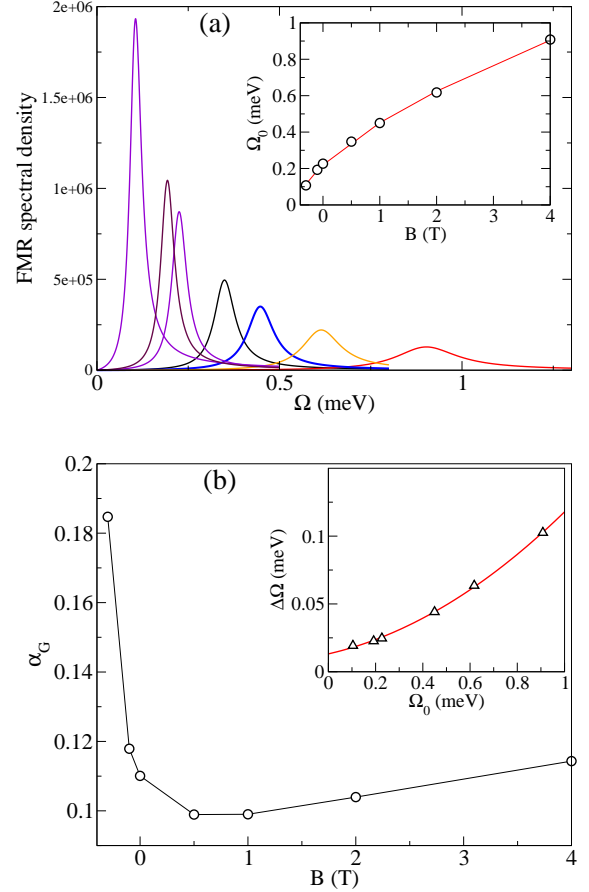 (a)
FMR spectral density
2e+06
1.5e+06
1e+06
5e+05
0
0 0.5 1
Ω (meV)
Ω0 (meV)
1
0.8
0.6
0.4
0.2
0
0 1 2 3 4
B (T)
(b)
αG
0.2
0.18
0.16
0.14
0.12
0.1
0 1 2 3 4
B (T)
ΔΩ (meV)
0.1
0.05
0
0 0.2 0.4 0.6 0.8 1
Ω0 (meV)